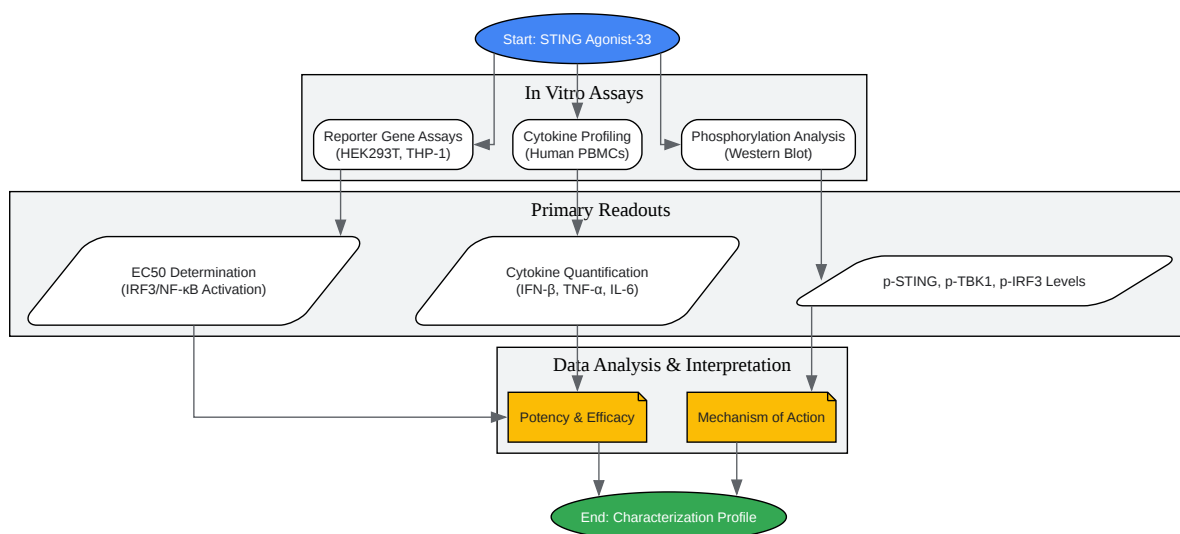 Start: STING Agonist-33
In Vitro Assays
Reporter Gene Assays
(HEK293T, THP-1)
Cytokine Profiling
(Human PBMCs)
Phosphorylation Analysis
(Western Blot)
Primary Readouts
EC50 Determination
(IRF3/NF-κB Activation)
Cytokine Quantification
(IFN-β, TNF-α, IL-6)
p-STING, p-TBK1, p-IRF3 Levels
Data Analysis & Interpretation
Potency & Efficacy
Mechanism of Action
End: Characterization Profile